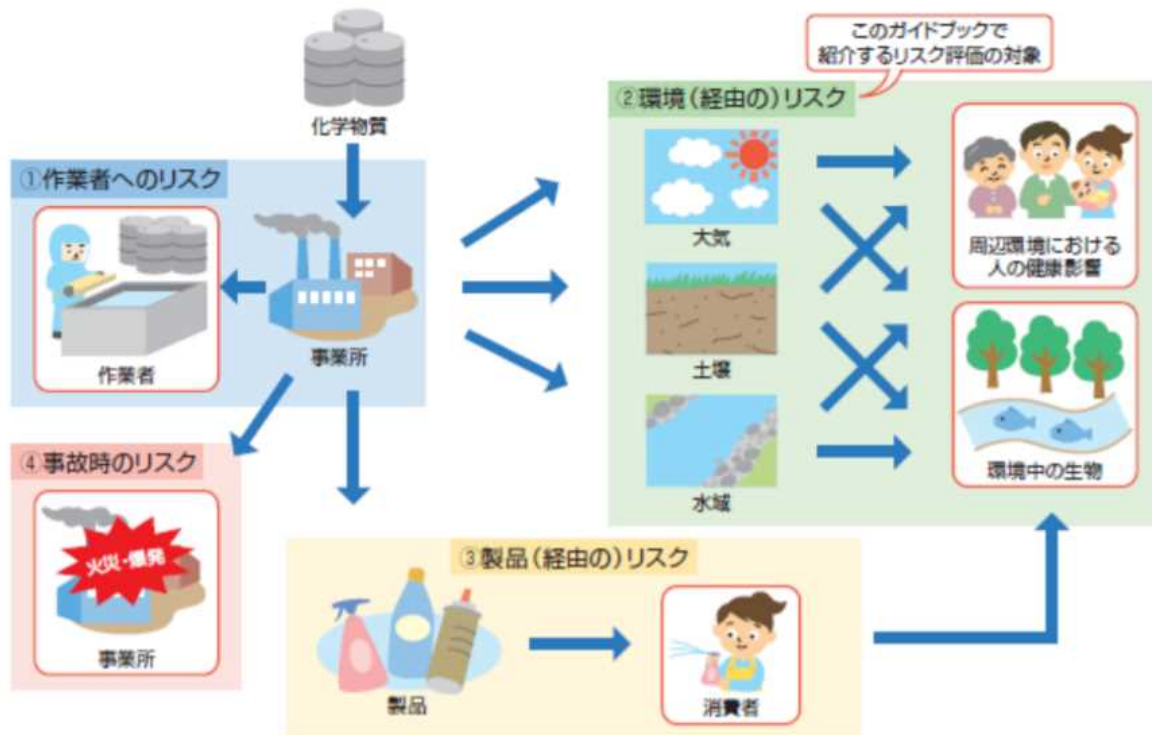 このガイドブックで
紹介するリスク評価の対象
化学物質
①作業者へのリスク
作業者
事業所
②環境(経由の)リスク
大気
土壌
水域
周辺環境における
人の健康影響
環境中の生物
④事故時のリスク
火災・爆発
事業所
③製品(経由の)リスク
製品
消費者